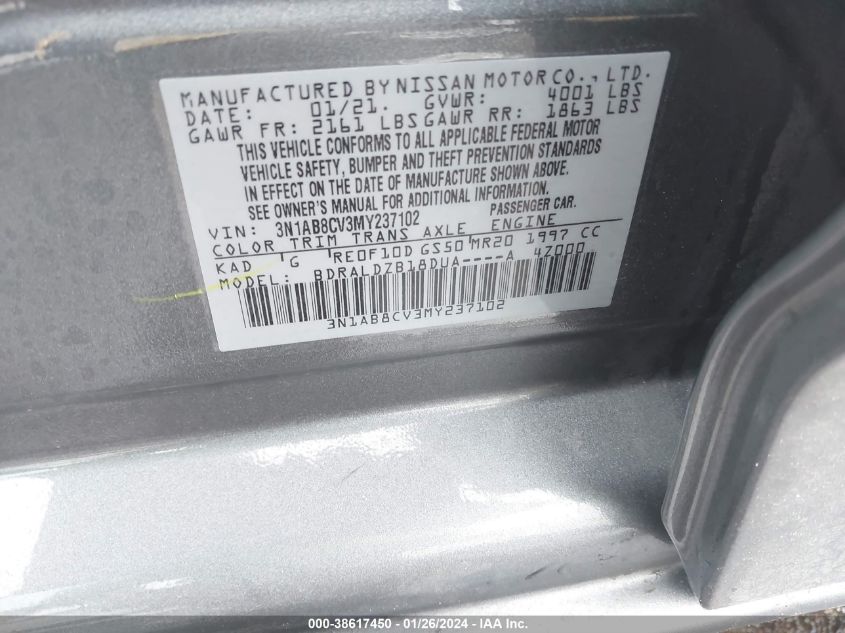 MANUFACTURED BY NISSAN MOTOR CO., LTD.
DATE: 01/21. GVWR: 4001 LBS
GAWR FR: 2161 LBS GAWR RR: 1863 LBS
THIS VEHICLE CONFORMS TO ALL APPLICABLE FEDERAL MOTOR
VEHICLE SAFETY, BUMPER AND THEFT PREVENTION STANDARDS
IN EFFECT ON THE DATE OF MANUFACTURE SHOWN ABOVE.
SEE OWNER'S MANUAL FOR ADDITIONAL INFORMATION.
VIN: 3N1AB8CV3MY237102 PASSENGER CAR.
COLOR TRIM TRANS AXLE ENGINE
KAD G RE0F10D GS50 MR20 1997 CC
MODEL: BDRALDZB18DUA----A 4Z000
3N1AB8CV3MY237102
000-38617450 - 01/26/2024 - IAA Inc.